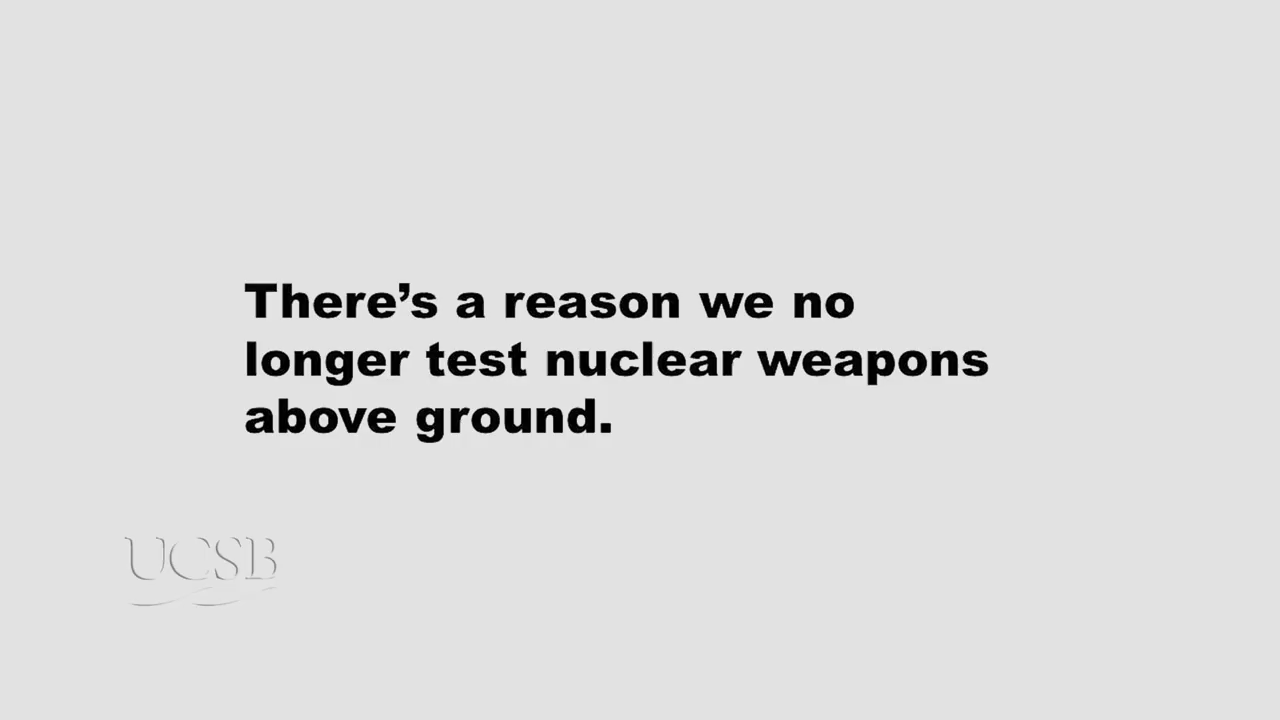 There’s a reason we no
longer test nuclear weapons
above ground.
UCSB